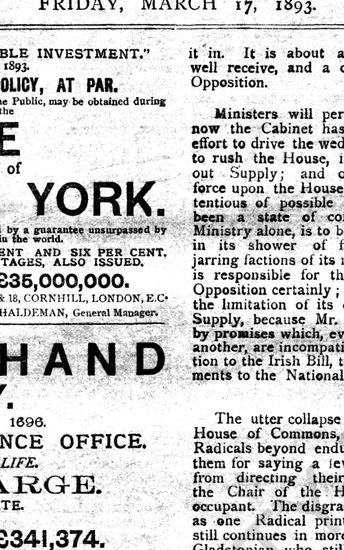 FRIDAY, MARCH 17, 1893.
BLE INVESTMENT."
1893.
OLICY, AT PAR.
he Public, may be obtained during
the
E
of
YORK.
d by a guarantee unsurpassed by
in the world.
ENT AND SIX PER CENT.
TAGES, ALSO ISSUED.
£35,000,000.
& 18, CORNHILL, LONDON, E.C.
HALDEMAN, General Manager.
HAND
Y.
1696.
NCE OFFICE.
LIFE.
ARGE.
TE.
£341,374.
it in. It is about a
well receive, and a c
Opposition.
Ministers will per
now the Cabinet has
effort to drive the wed
to rush the House, i
out Supply; and o
force upon the House
tentious of possible
been a state of co
Ministry alone, is to b
in its shower of f
jarring factions of its
is responsible for th
Opposition certainly;
the limitation of its
Supply, because Mr.
by promises which, ev
another, are incompati
tion to the Irish Bill, t
ments to the National
The utter collapse
House of Commons,
Radicals beyond endu
them for saying a few
from directing their
the Chair of the H
occupant. The disgra
as one Radical prin
still continues in more
Gladstonian who still